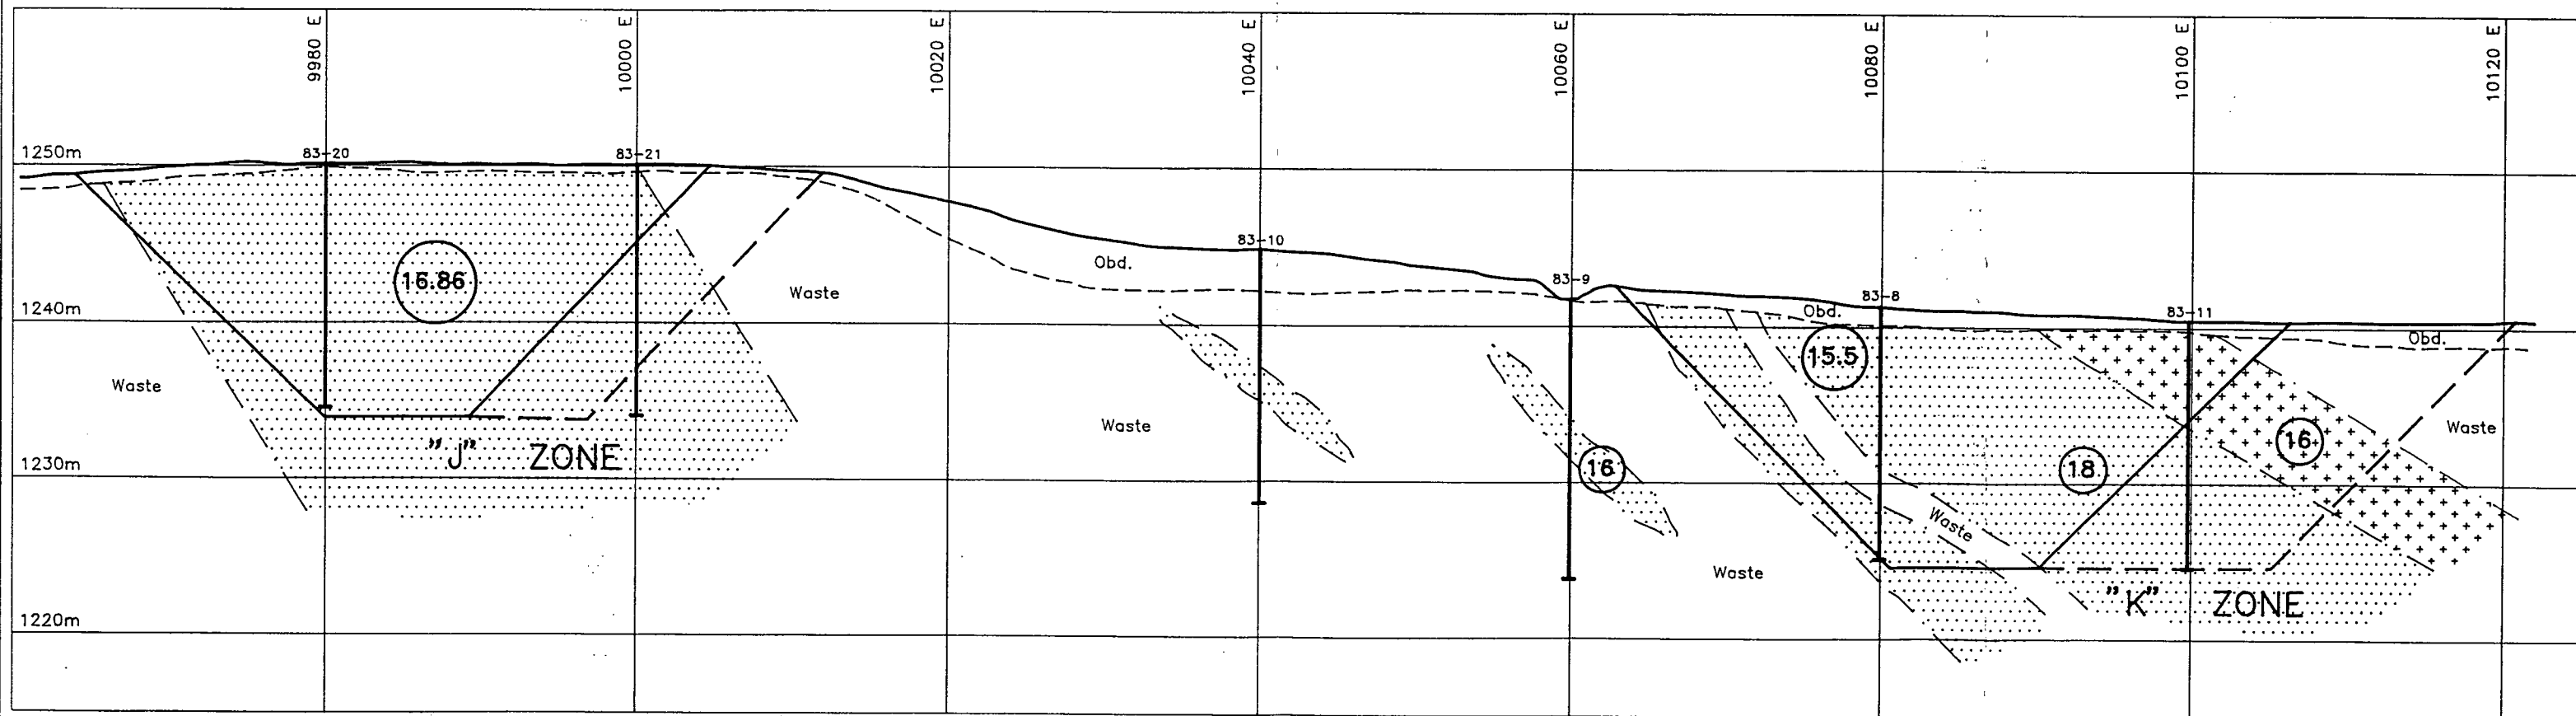 9980 E
10000 E
10020 E
10040 E
10060 E
10080 E
10100 E
10120 E
1250m
83-20
83-21
83-10
Obd.
83-9
16.86
Waste
83-8
Obd.
83-11
Obd.
1240m
15.5
Waste
Waste
Waste
16
"J" ZONE
1230m
16
18
Waste
Waste
"K" ZONE
1220m